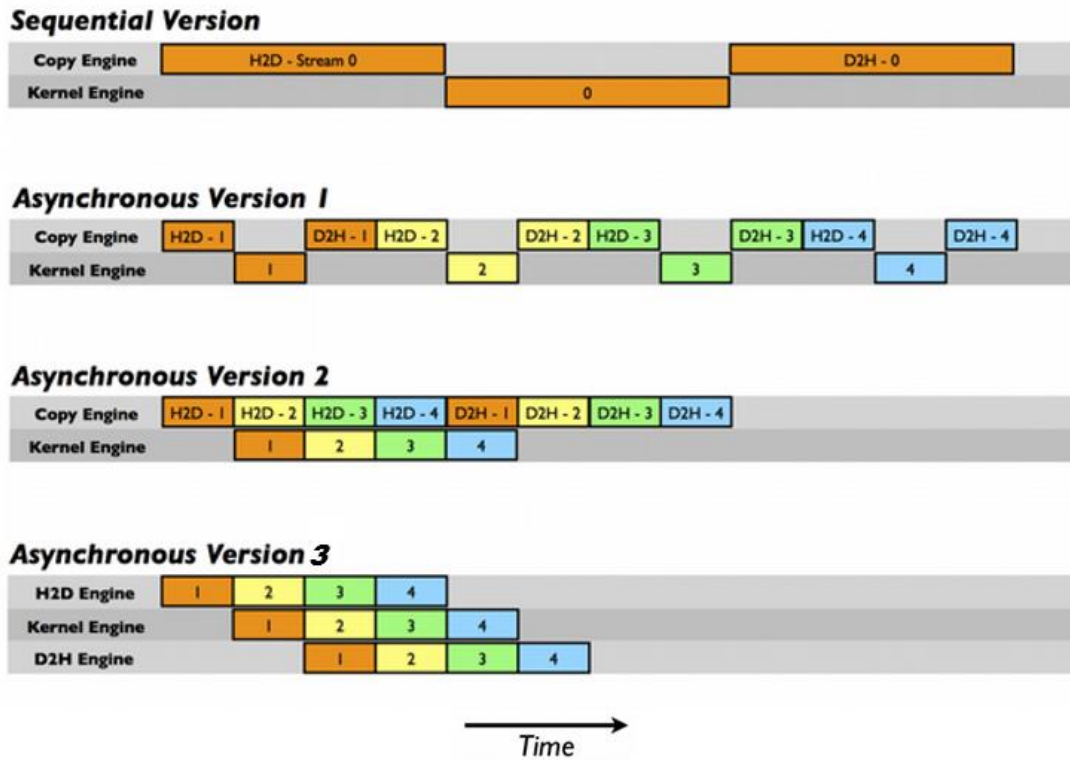 Sequential Version
Copy Engine H2D - Stream 0 D2H - 0
Kernel Engine 0
Asynchronous Version 1
Copy Engine H2D - 1 D2H - 1 H2D - 2 D2H - 2 H2D - 3 D2H - 3 H2D - 4 D2H - 4
Kernel Engine 1 2 3 4
Asynchronous Version 2
Copy Engine H2D - 1 H2D - 2 H2D - 3 H2D - 4 D2H - 1 D2H - 2 D2H - 3 D2H - 4
Kernel Engine 1 2 3 4
Asynchronous Version 3
H2D Engine 1 2 3 4
Kernel Engine 1 2 3 4
D2H Engine 1 2 3 4
Time